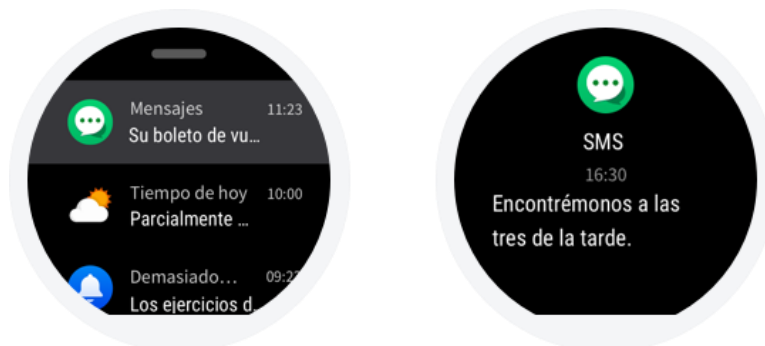 Mensajes 11:23
Su boleto de vu...
Tiempo de hoy 10:00
Parcialmente ...
Demasiado...
Los ejercicios d...
SMS
16:30
Encontrémonos a las
tres de la tarde.